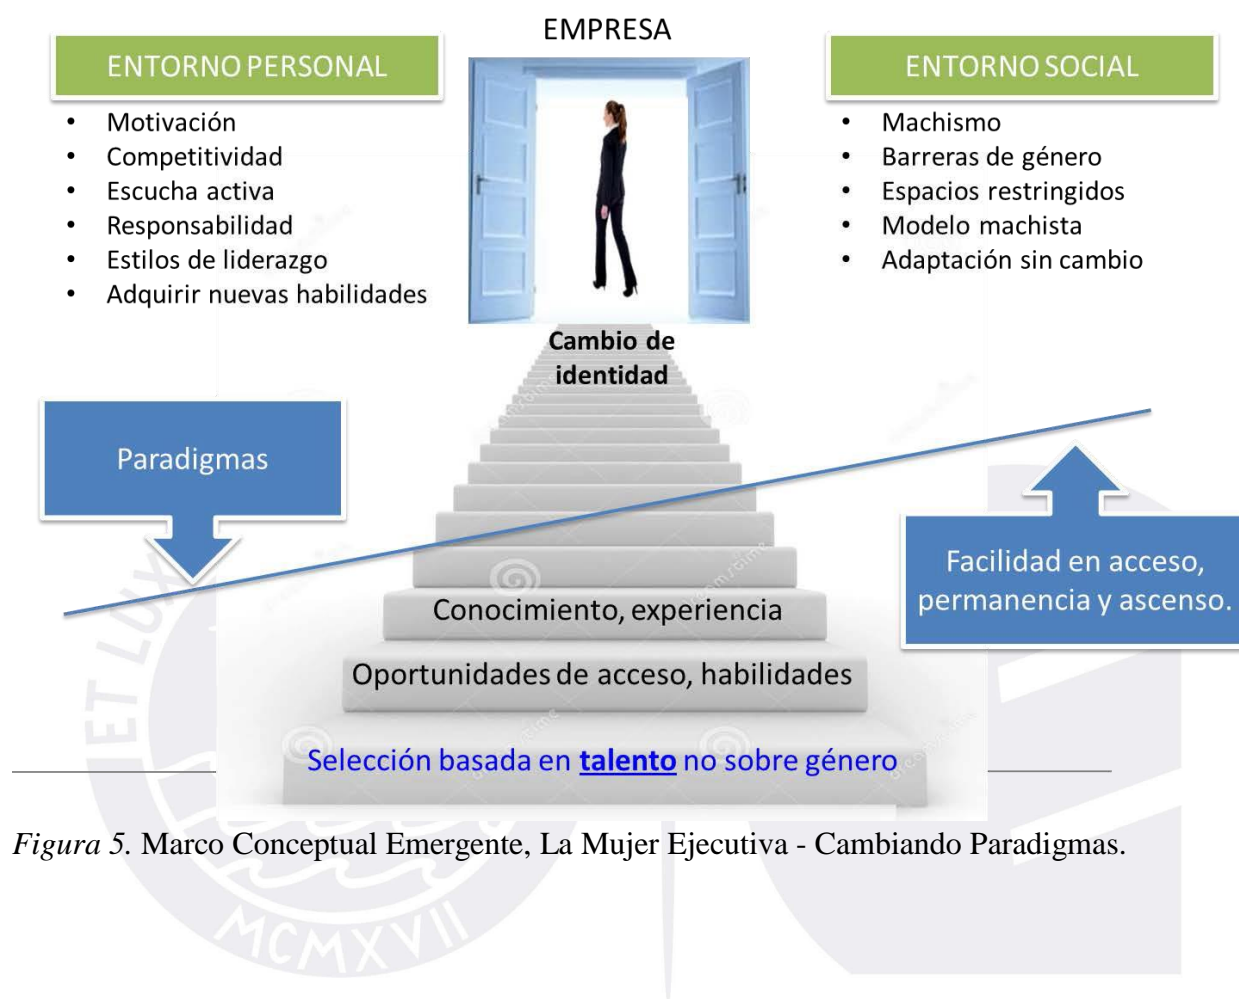 EMPRESA
ENTORNO PERSONAL
• Motivación
• Competitividad
• Escucha activa
• Responsabilidad
• Estilos de liderazgo
• Adquirir nuevas habilidades
ENTORNO SOCIAL
• Machismo
• Barreras de género
• Espacios restringidos
• Modelo machista
• Adaptación sin cambio
Cambio de
identidad
Paradigmas
Facilidad en acceso,
permanencia y ascenso.
Conocimiento, experiencia
Oportunidades de acceso, habilidades
Selección basada en talento no sobre género
Figura 5. Marco Conceptual Emergente, La Mujer Ejecutiva - Cambiando Paradigmas.
ET LUX
MCMXVII